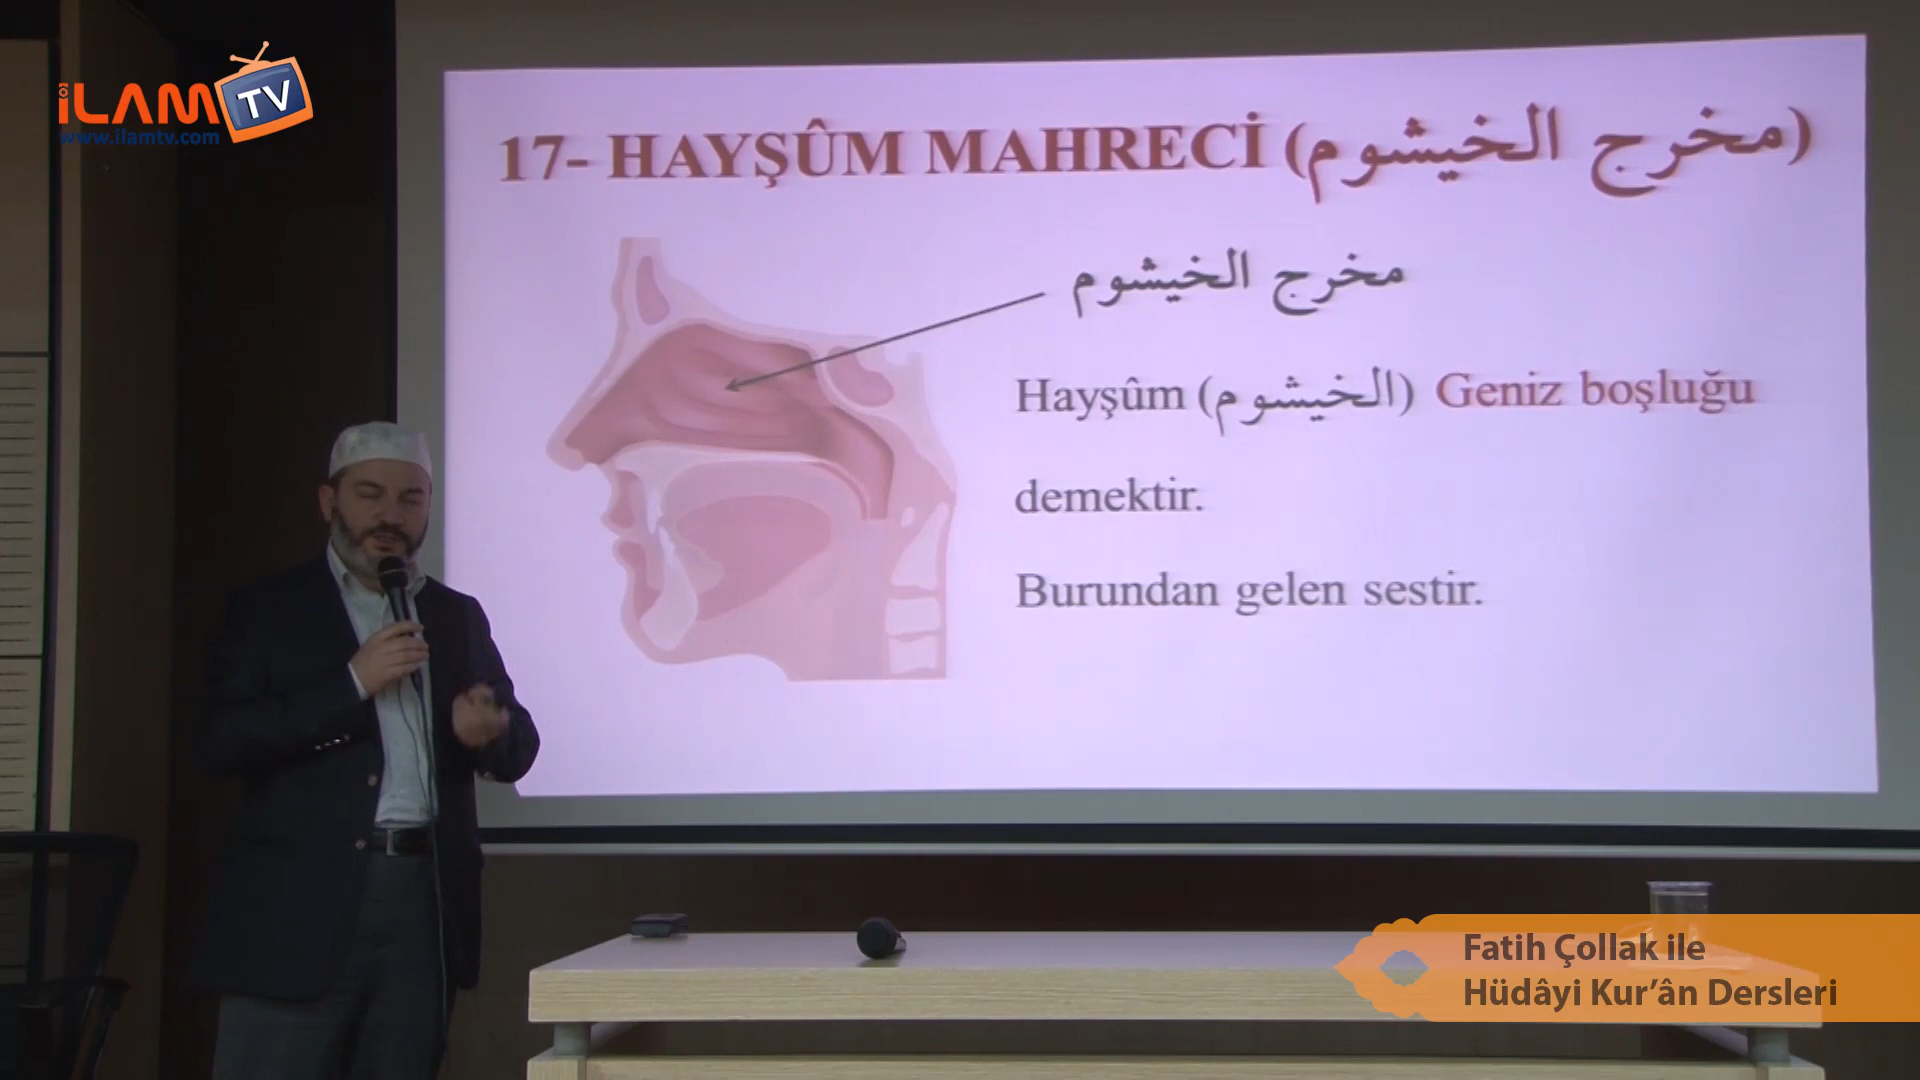 iLAM TV
www.ilamtv.com
17- HAYŞÛM MAHRECİ (مخرج الخيشوم)
مخرج الخيشوم
Hayşûm (الخيشوم) Geniz boşluğu
demektir.
Burundan gelen sestir.
Fatih Çollak ile
Hüdâyi Kur’ân Dersleri